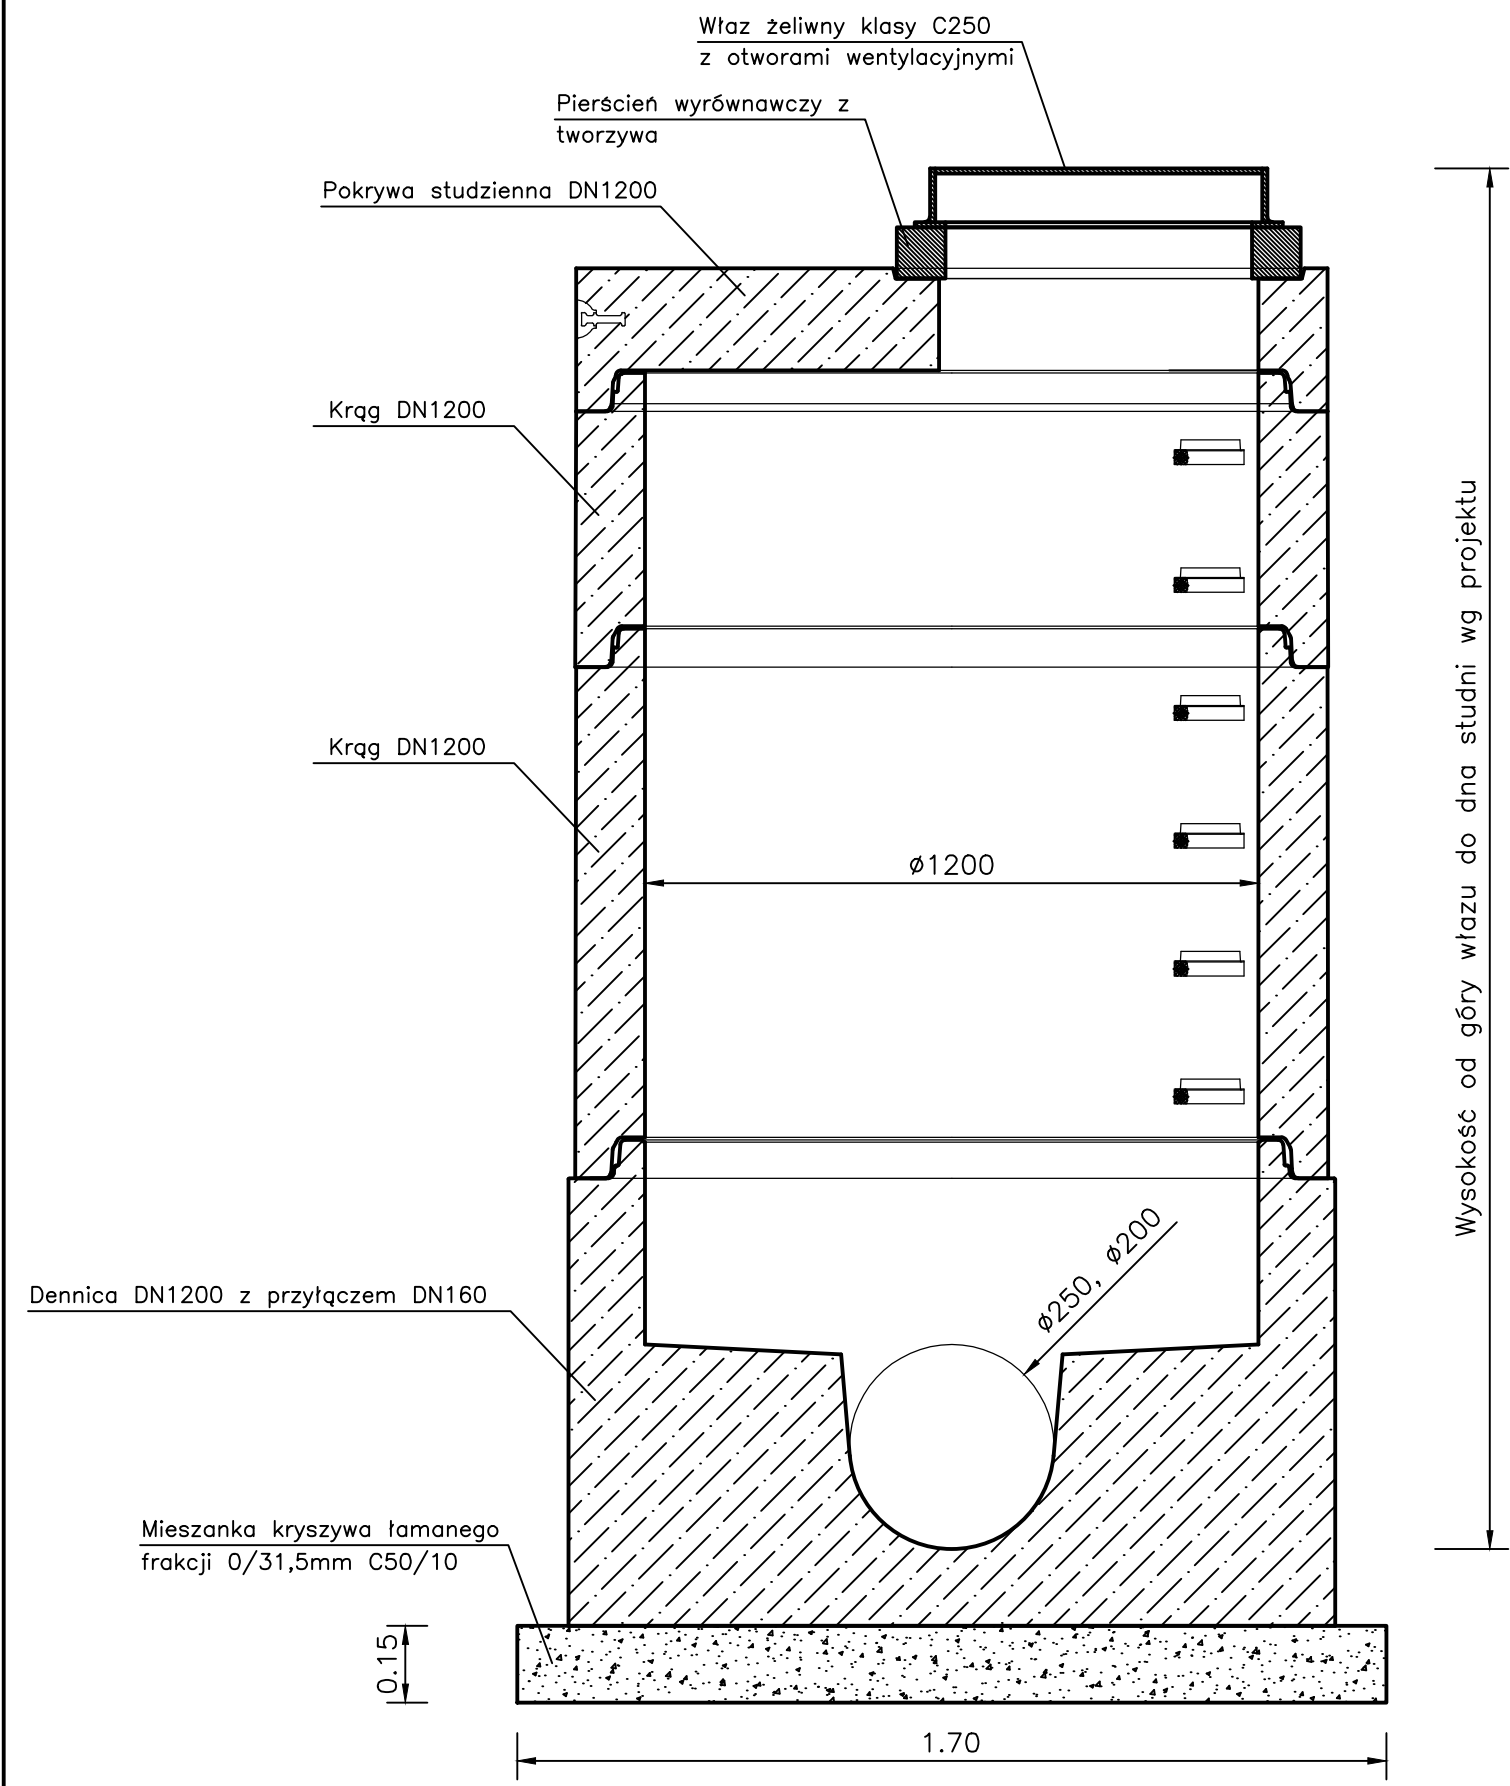 Właz żeliwny klasy C250
z otworami wentylacyjnymi
Pierścień wyrównawczy z
tworzywa
Pokrywa studzienna DN1200
Krąg DN1200
Krąg DN1200
ø1200
Wysokość od góry włazu do dna studni wg projektu
ø250, ø200
Dennica DN1200 z przyłączem DN160
Mieszanka kryszywa łamanego
frakcji 0/31,5mm C50/10
0.15
1.70